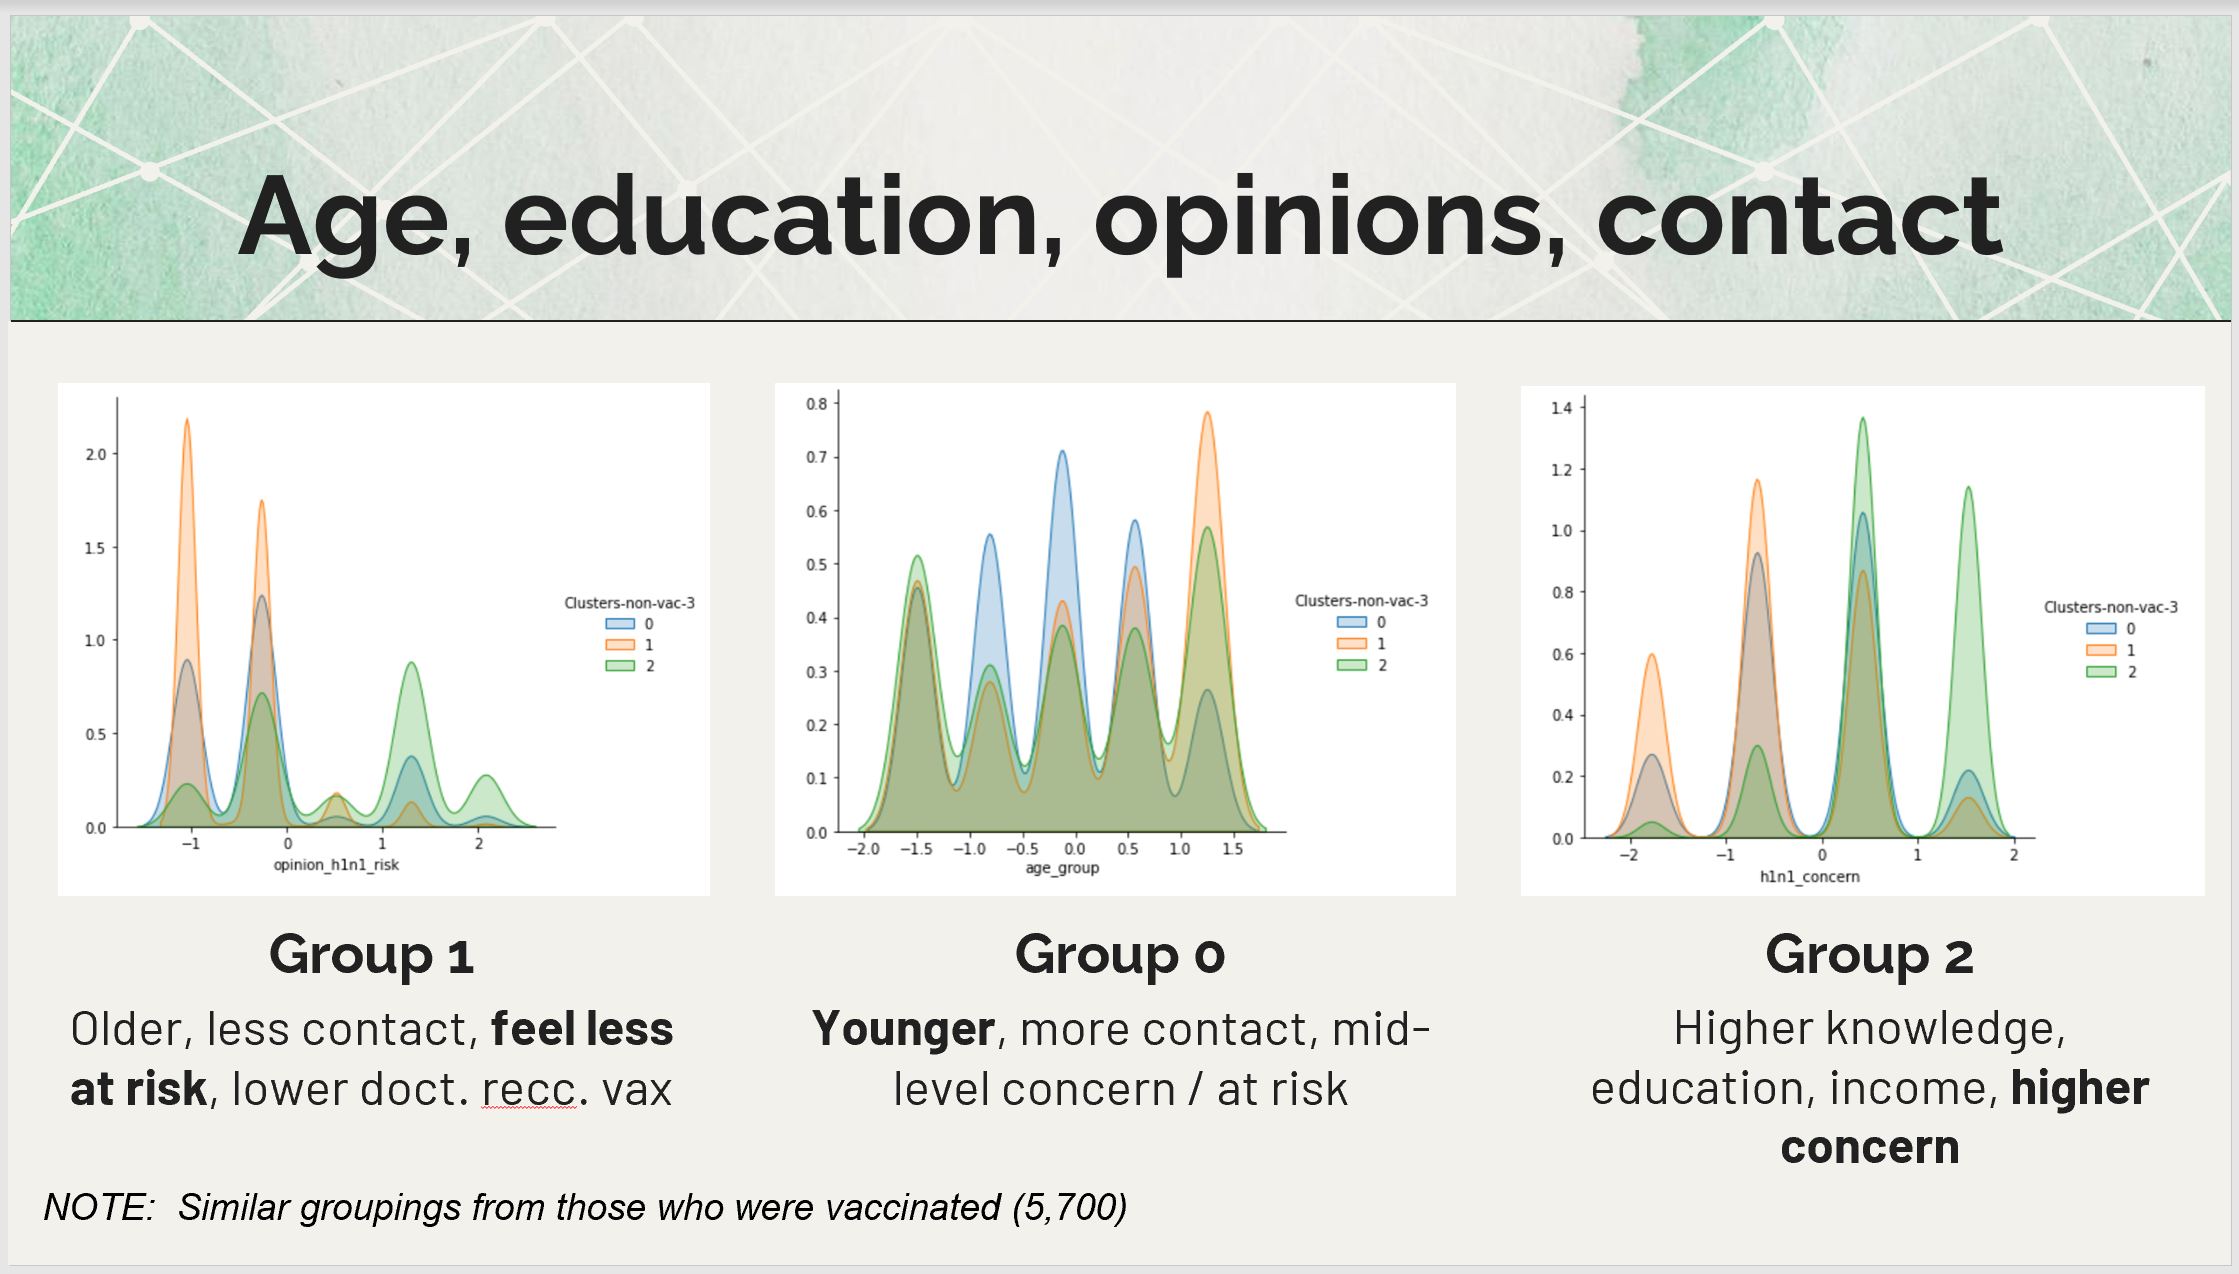 Age, education, opinions, contact
2.0
1.5
1.0
0.5
0.0
−1
0
1
2
opinion_h1n1_risk
Clusters-non-vac-3
0
1
2
0.8
0.7
0.6
0.5
0.4
0.3
0.2
0.1
0.0
−2.0
−1.5
−1.0
−0.5
0.0
0.5
1.0
1.5
age_group
Clusters-non-vac-3
0
1
2
1.4
1.2
1.0
0.8
0.6
0.4
0.2
0.0
−2
−1
0
1
2
h1n1_concern
Clusters-non-vac-3
0
1
2
Group 1
Older, less contact, feel less
at risk, lower doct. recc. vax
Group 0
Younger, more contact, mid-
level concern / at risk
Group 2
Higher knowledge,
education, income, higher
concern
NOTE: Similar groupings from those who were vaccinated (5,700)